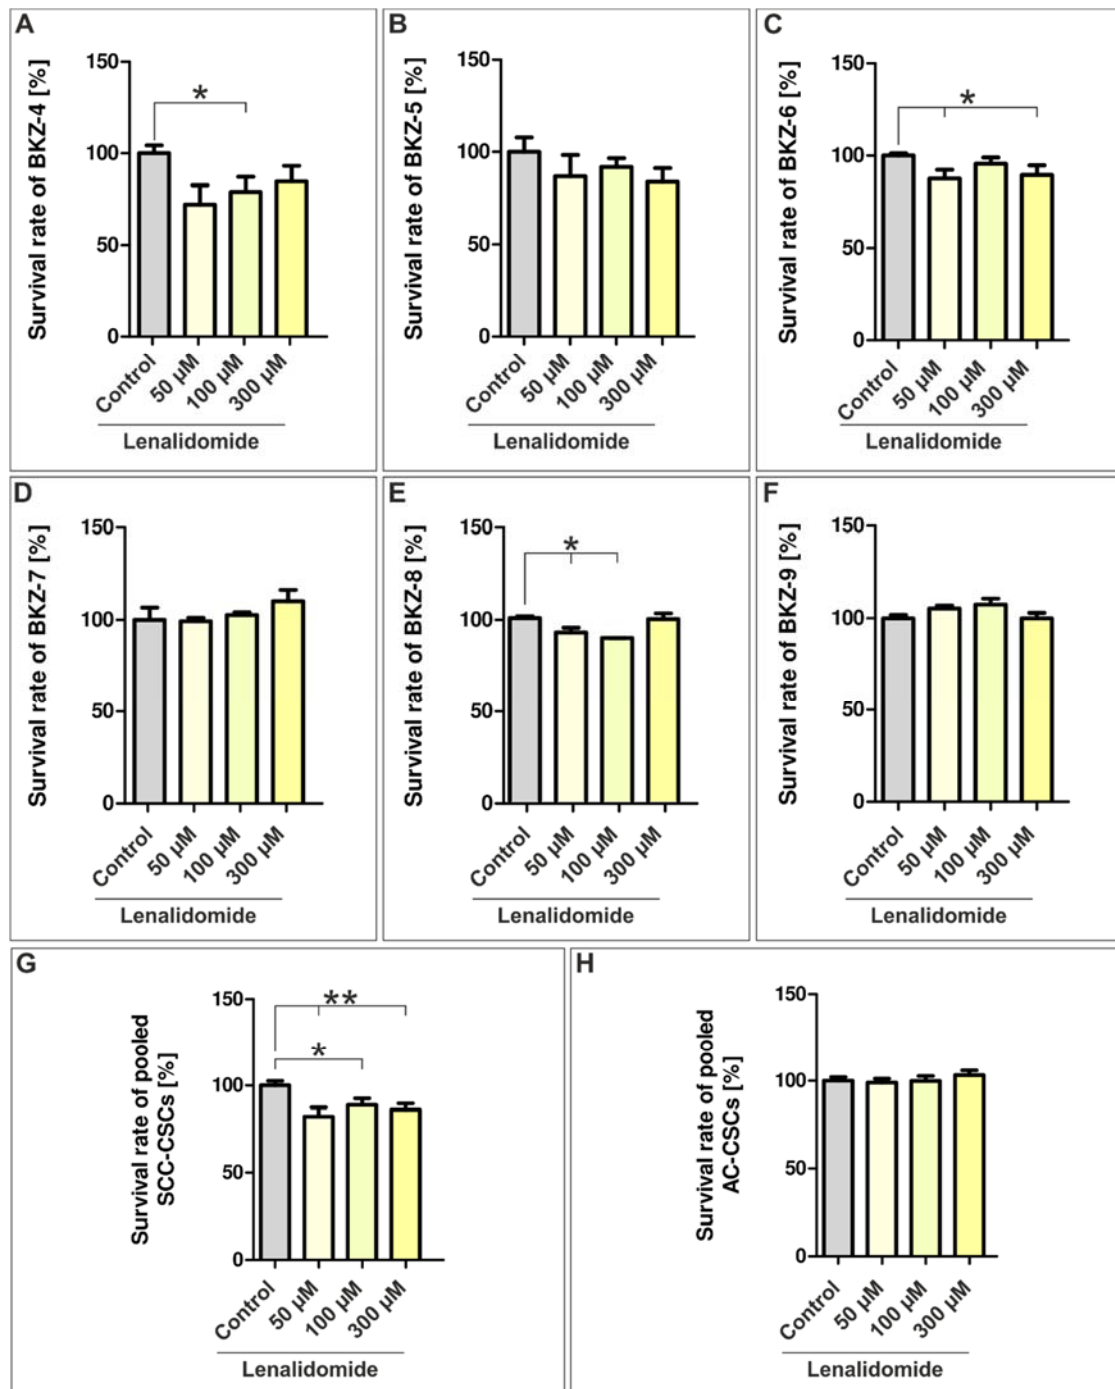 A
Survival rate of BKZ-4 [%]
150
100
50
0
*
Control
50 µM
100 µM
300 µM
Lenalidomide
B
Survival rate of BKZ-5 [%]
150
100
50
0
Control
50 µM
100 µM
300 µM
Lenalidomide
C
Survival rate of BKZ-6 [%]
150
100
50
0
*
Control
50 µM
100 µM
300 µM
Lenalidomide
D
Survival rate of BKZ-7 [%]
150
100
50
0
Control
50 µM
100 µM
300 µM
Lenalidomide
E
Survival rate of BKZ-8 [%]
150
100
50
0
*
Control
50 µM
100 µM
300 µM
Lenalidomide
F
Survival rate of BKZ-9 [%]
150
100
50
0
Control
50 µM
100 µM
300 µM
Lenalidomide
G
Survival rate of pooled
SCC-CSCs [%]
150
100
50
0
**
*
Control
50 µM
100 µM
300 µM
Lenalidomide
H
Survival rate of pooled
AC-CSCs [%]
150
100
50
0
Control
50 µM
100 µM
300 µM
Lenalidomide